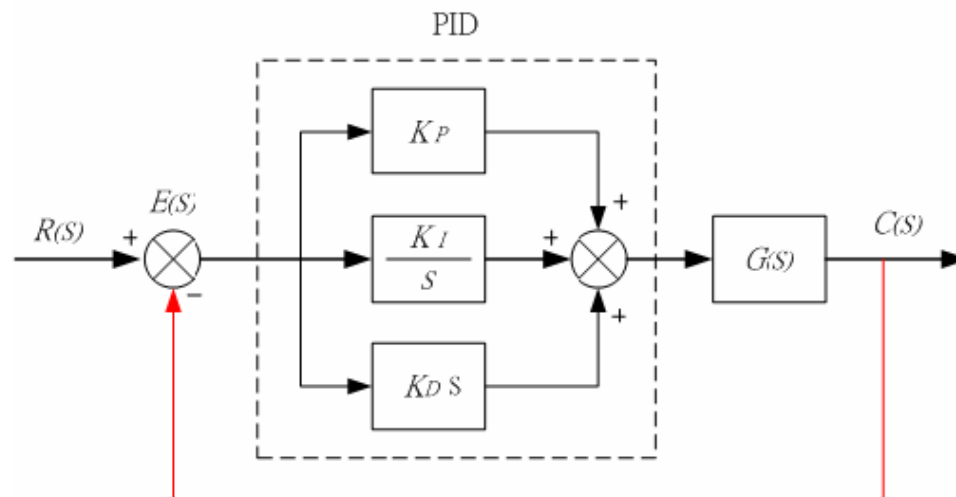 PID
KP
E(S)
R(S)
+
−
KI
S
+
+
+
G(S)
C(S)
KD S